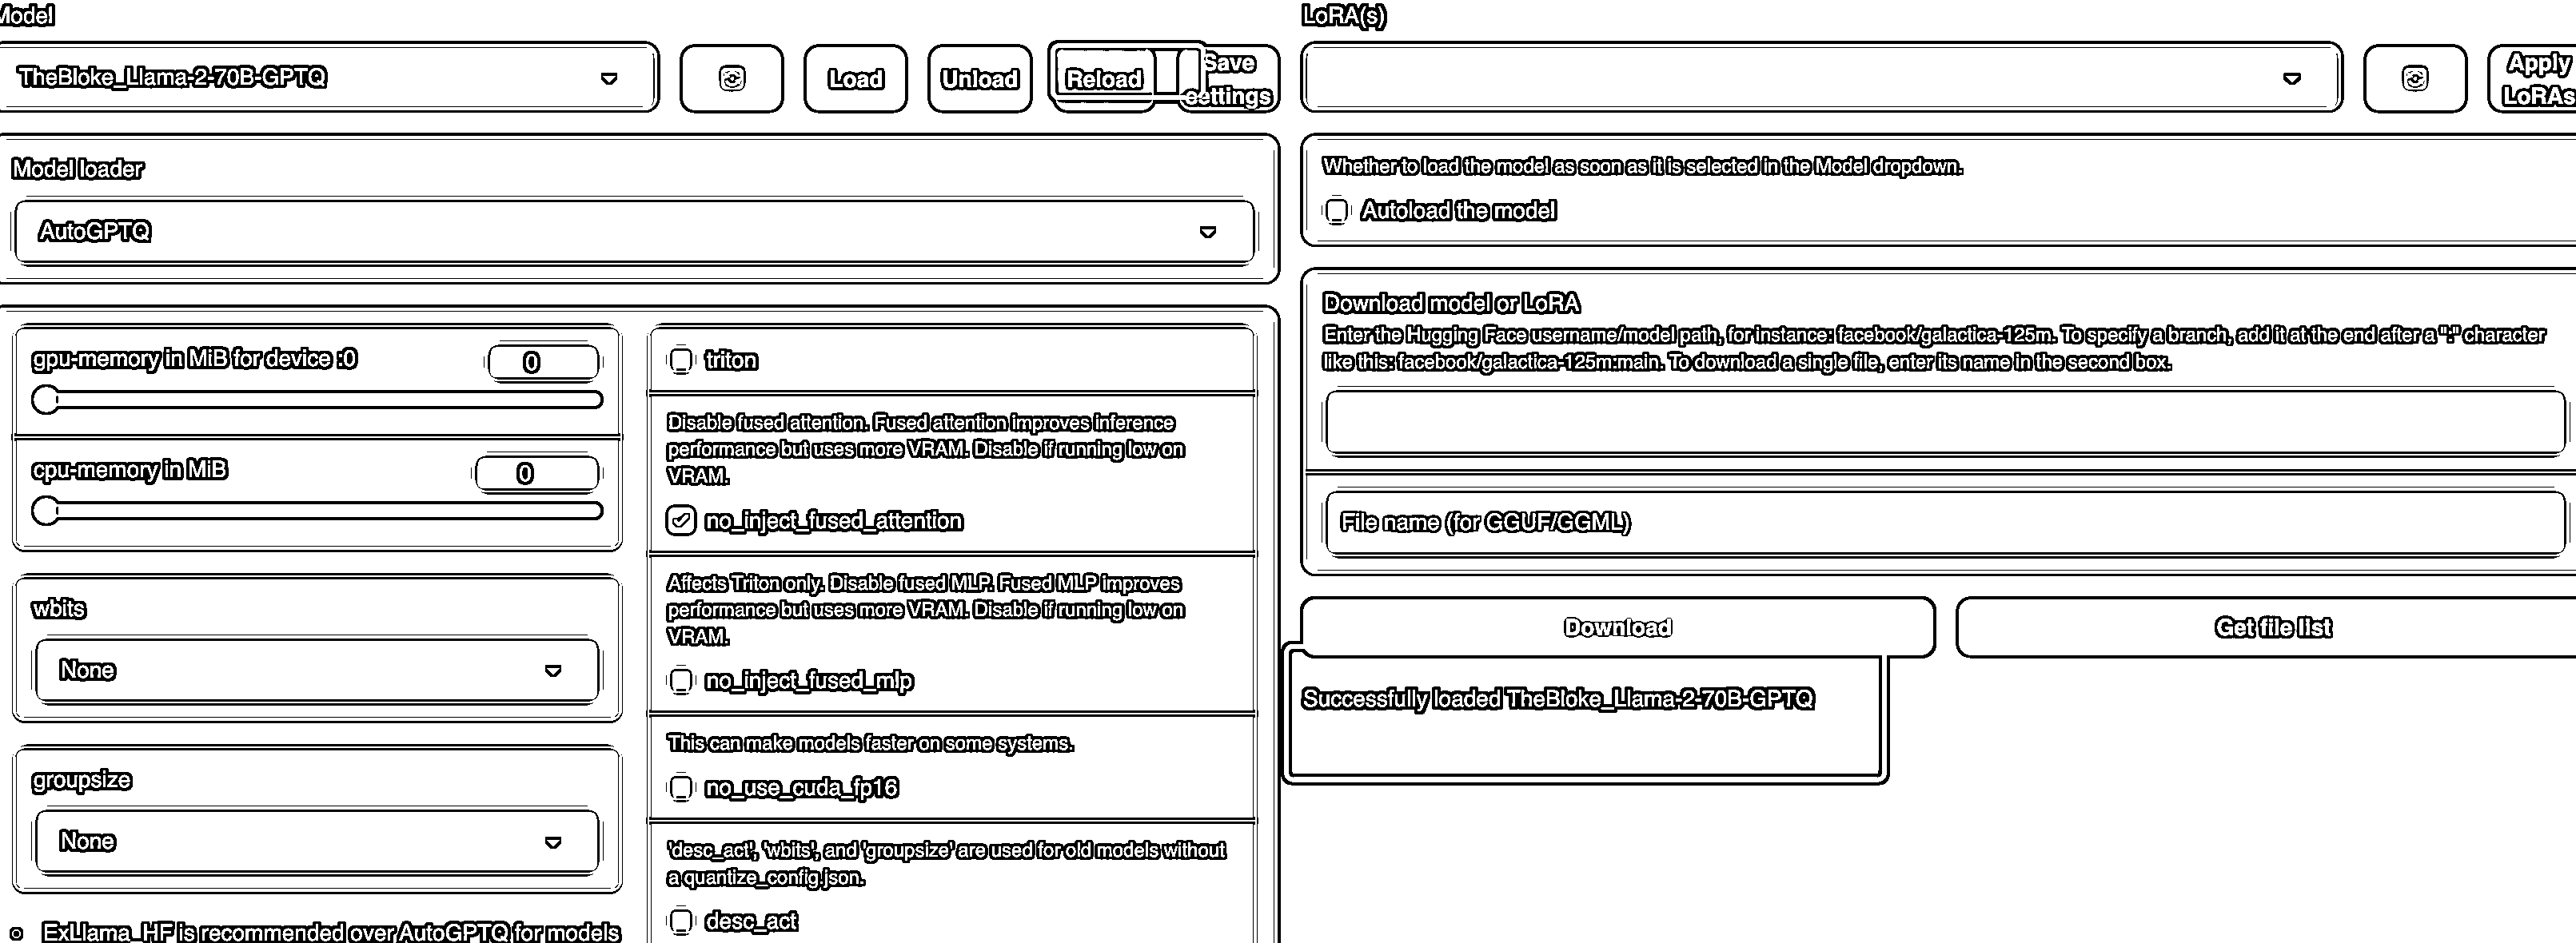 Model
TheBloke_Llama-2-70B-GPTQ
Load
Unload
Reload
Save
settings
Model loader
AutoGPTQ
gpu-memory in MiB for device :0
0
cpu-memory in MiB
0
wbits
None
groupsize
None
ExLlama_HF is recommended over AutoGPTQ for models
triton
Disable fused attention. Fused attention improves inference
performance but uses more VRAM. Disable if running low on
VRAM.
no_inject_fused_attention
Affects Triton only. Disable fused MLP. Fused MLP improves
performance but uses more VRAM. Disable if running low on
VRAM.
no_inject_fused_mlp
This can make models faster on some systems.
no_use_cuda_fp16
'desc_act', 'wbits', and 'groupsize' are used for old models without
a quantize_config.json.
desc_act
LoRA(s)
Apply
LoRAs
Whether to load the model as soon as it is selected in the Model dropdown.
Autoload the model
Download model or LoRA
Enter the Hugging Face username/model path, for instance: facebook/galactica-125m. To specify a branch, add it at the end after a ":" character
like this: facebook/galactica-125m:main. To download a single file, enter its name in the second box.
File name (for GGUF/GGML)
Download
Get file list
Successfully loaded TheBloke_Llama-2-70B-GPTQ